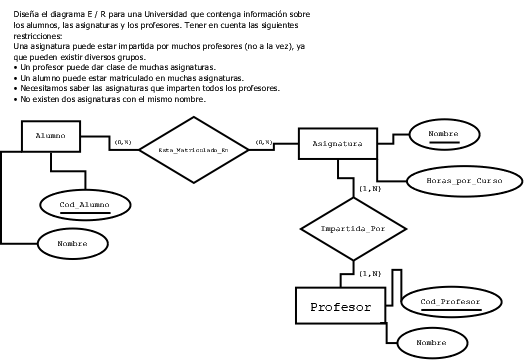 Diseña el diagrama E / R para una Universidad que contenga información sobre
los alumnos, las asignaturas y los profesores. Tener en cuenta las siguientes
restricciones:
Una asignatura puede estar impartida por muchos profesores (no a la vez), ya
que pueden existir diversos grupos.
• Un profesor puede dar clase de muchas asignaturas.
• Un alumno puede estar matriculado en muchas asignaturas.
• Necesitamos saber las asignaturas que imparten todos los profesores.
• No existen dos asignaturas con el mismo nombre.
Alumno
(0,N)
Esta_Matriculado_En
(0,N)
Asignatura
Nombre
Horas_por_Curso
(1,N)
Cod_Alumno
Impartida_Por
Nombre
(1,N)
Profesor
Cod_Profesor
Nombre